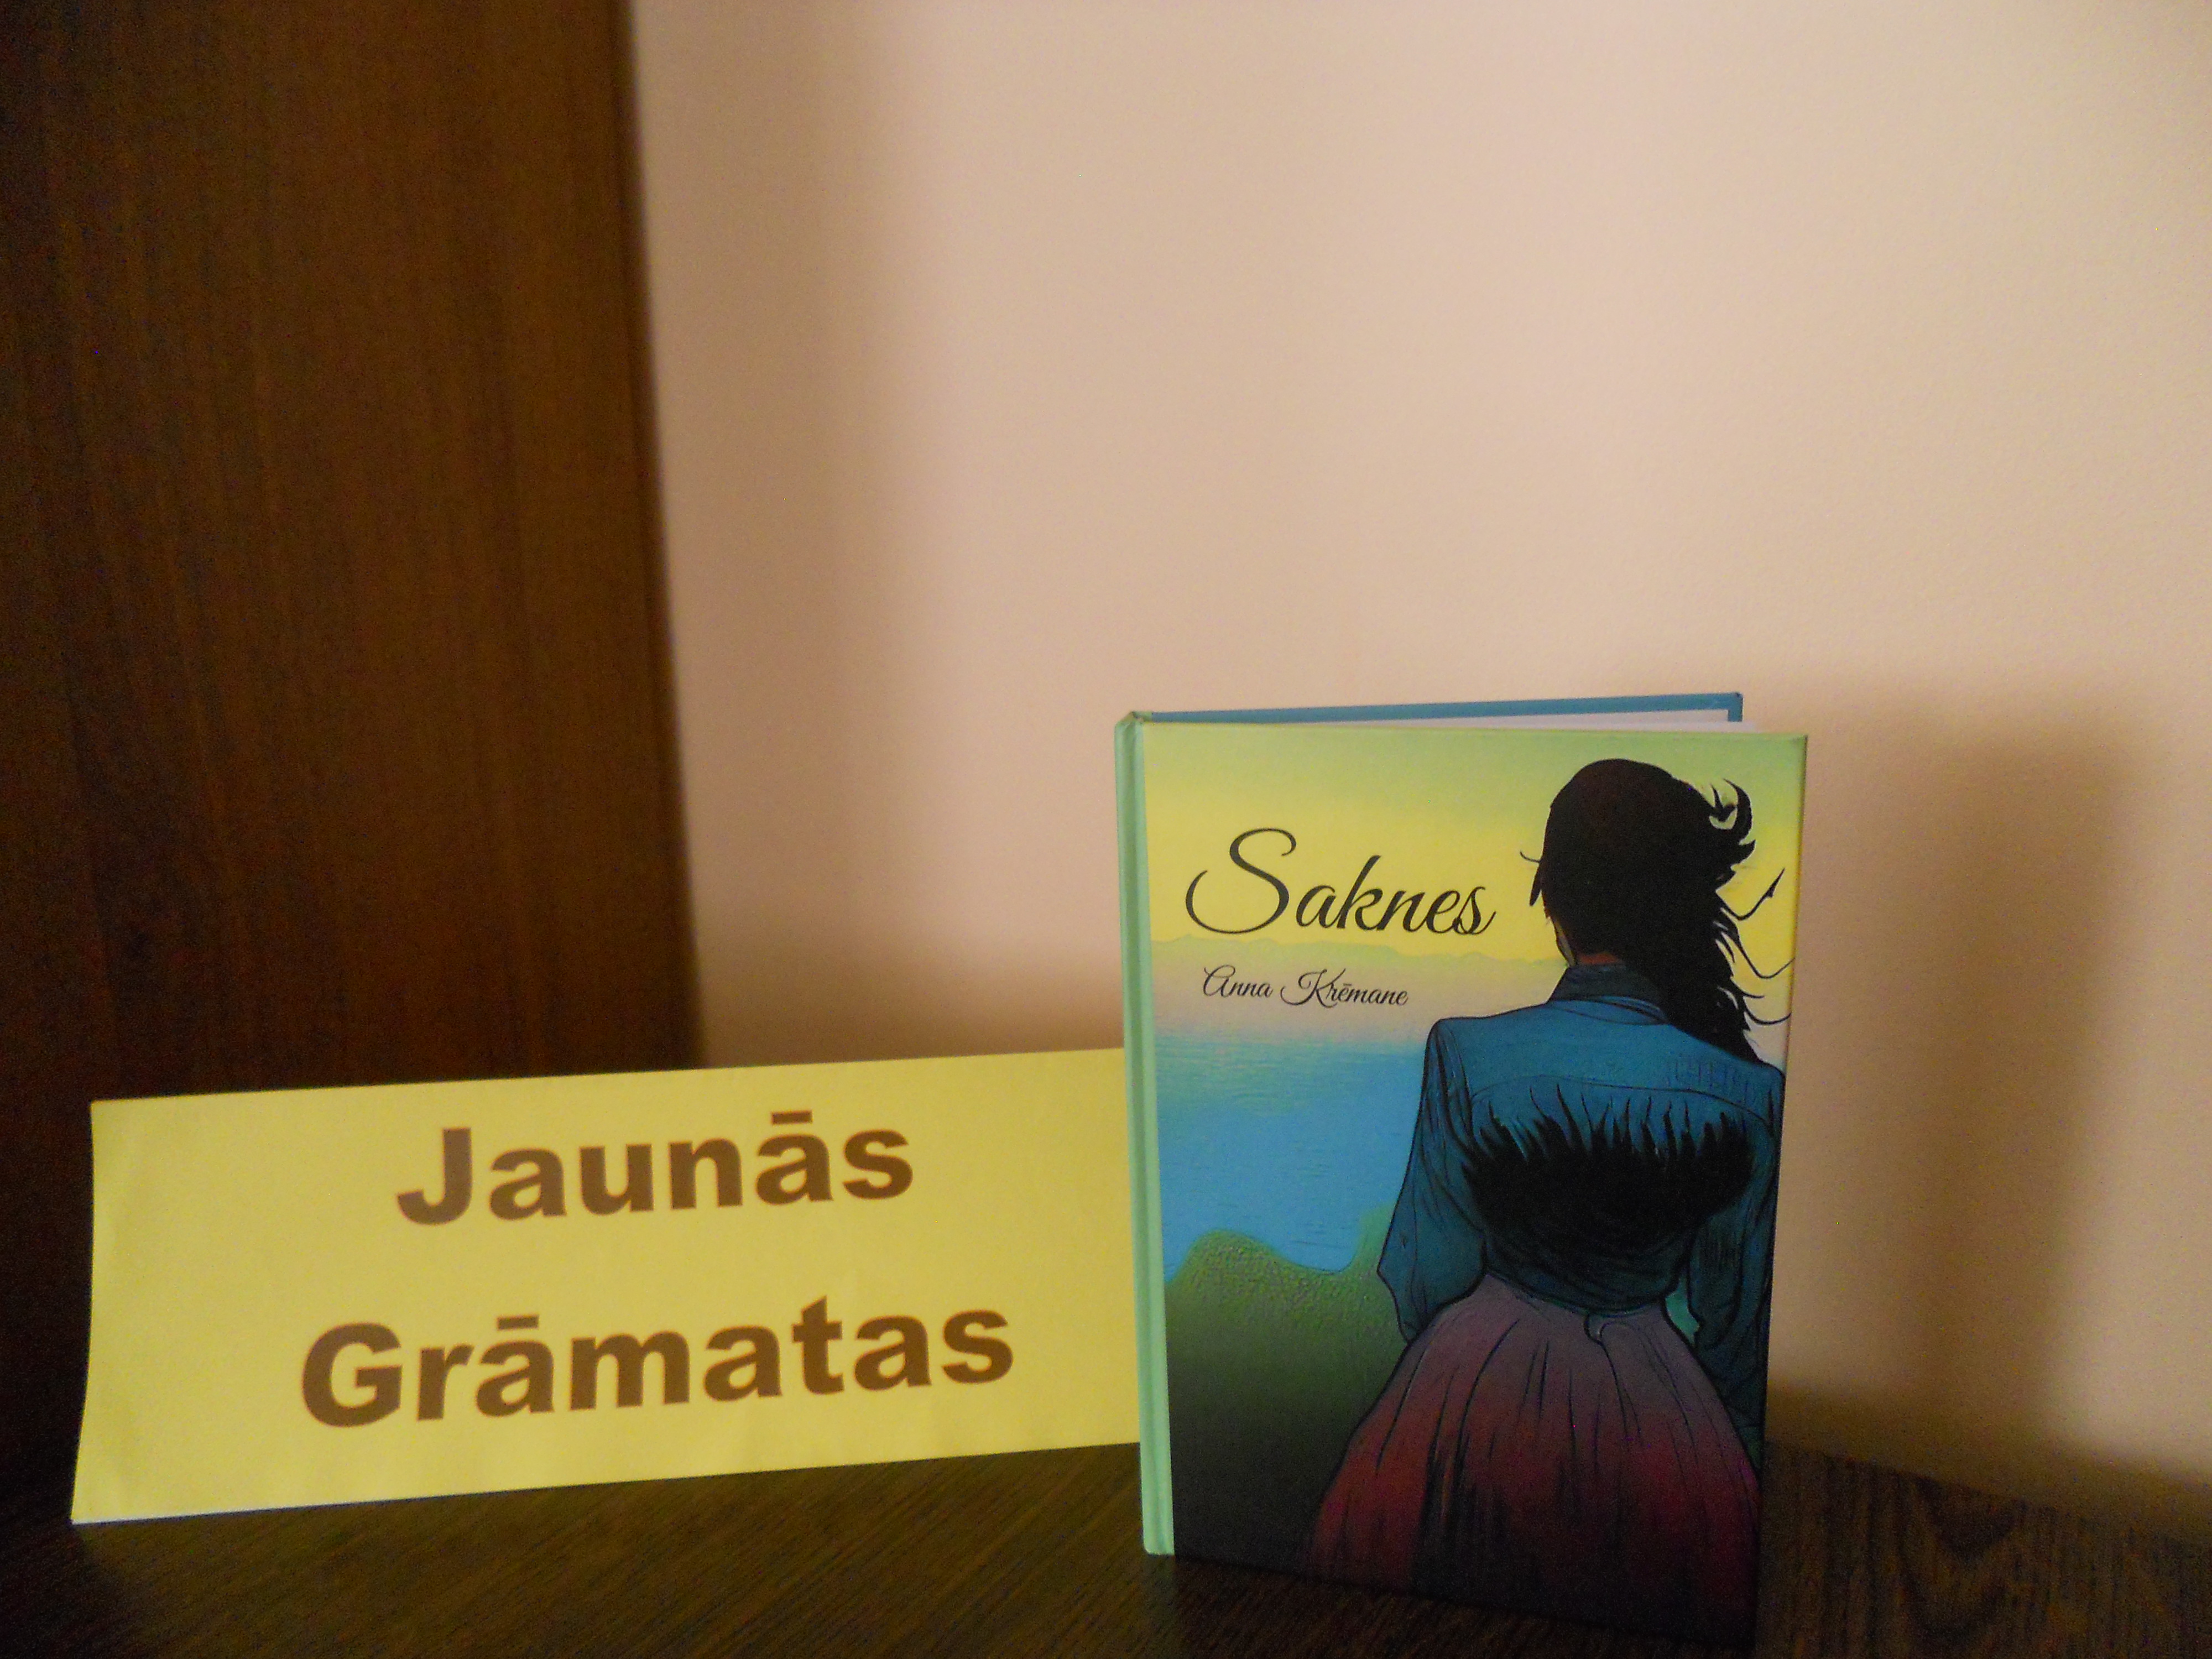 Jaunās
Grāmatas
Saknes
Anna Krēmane